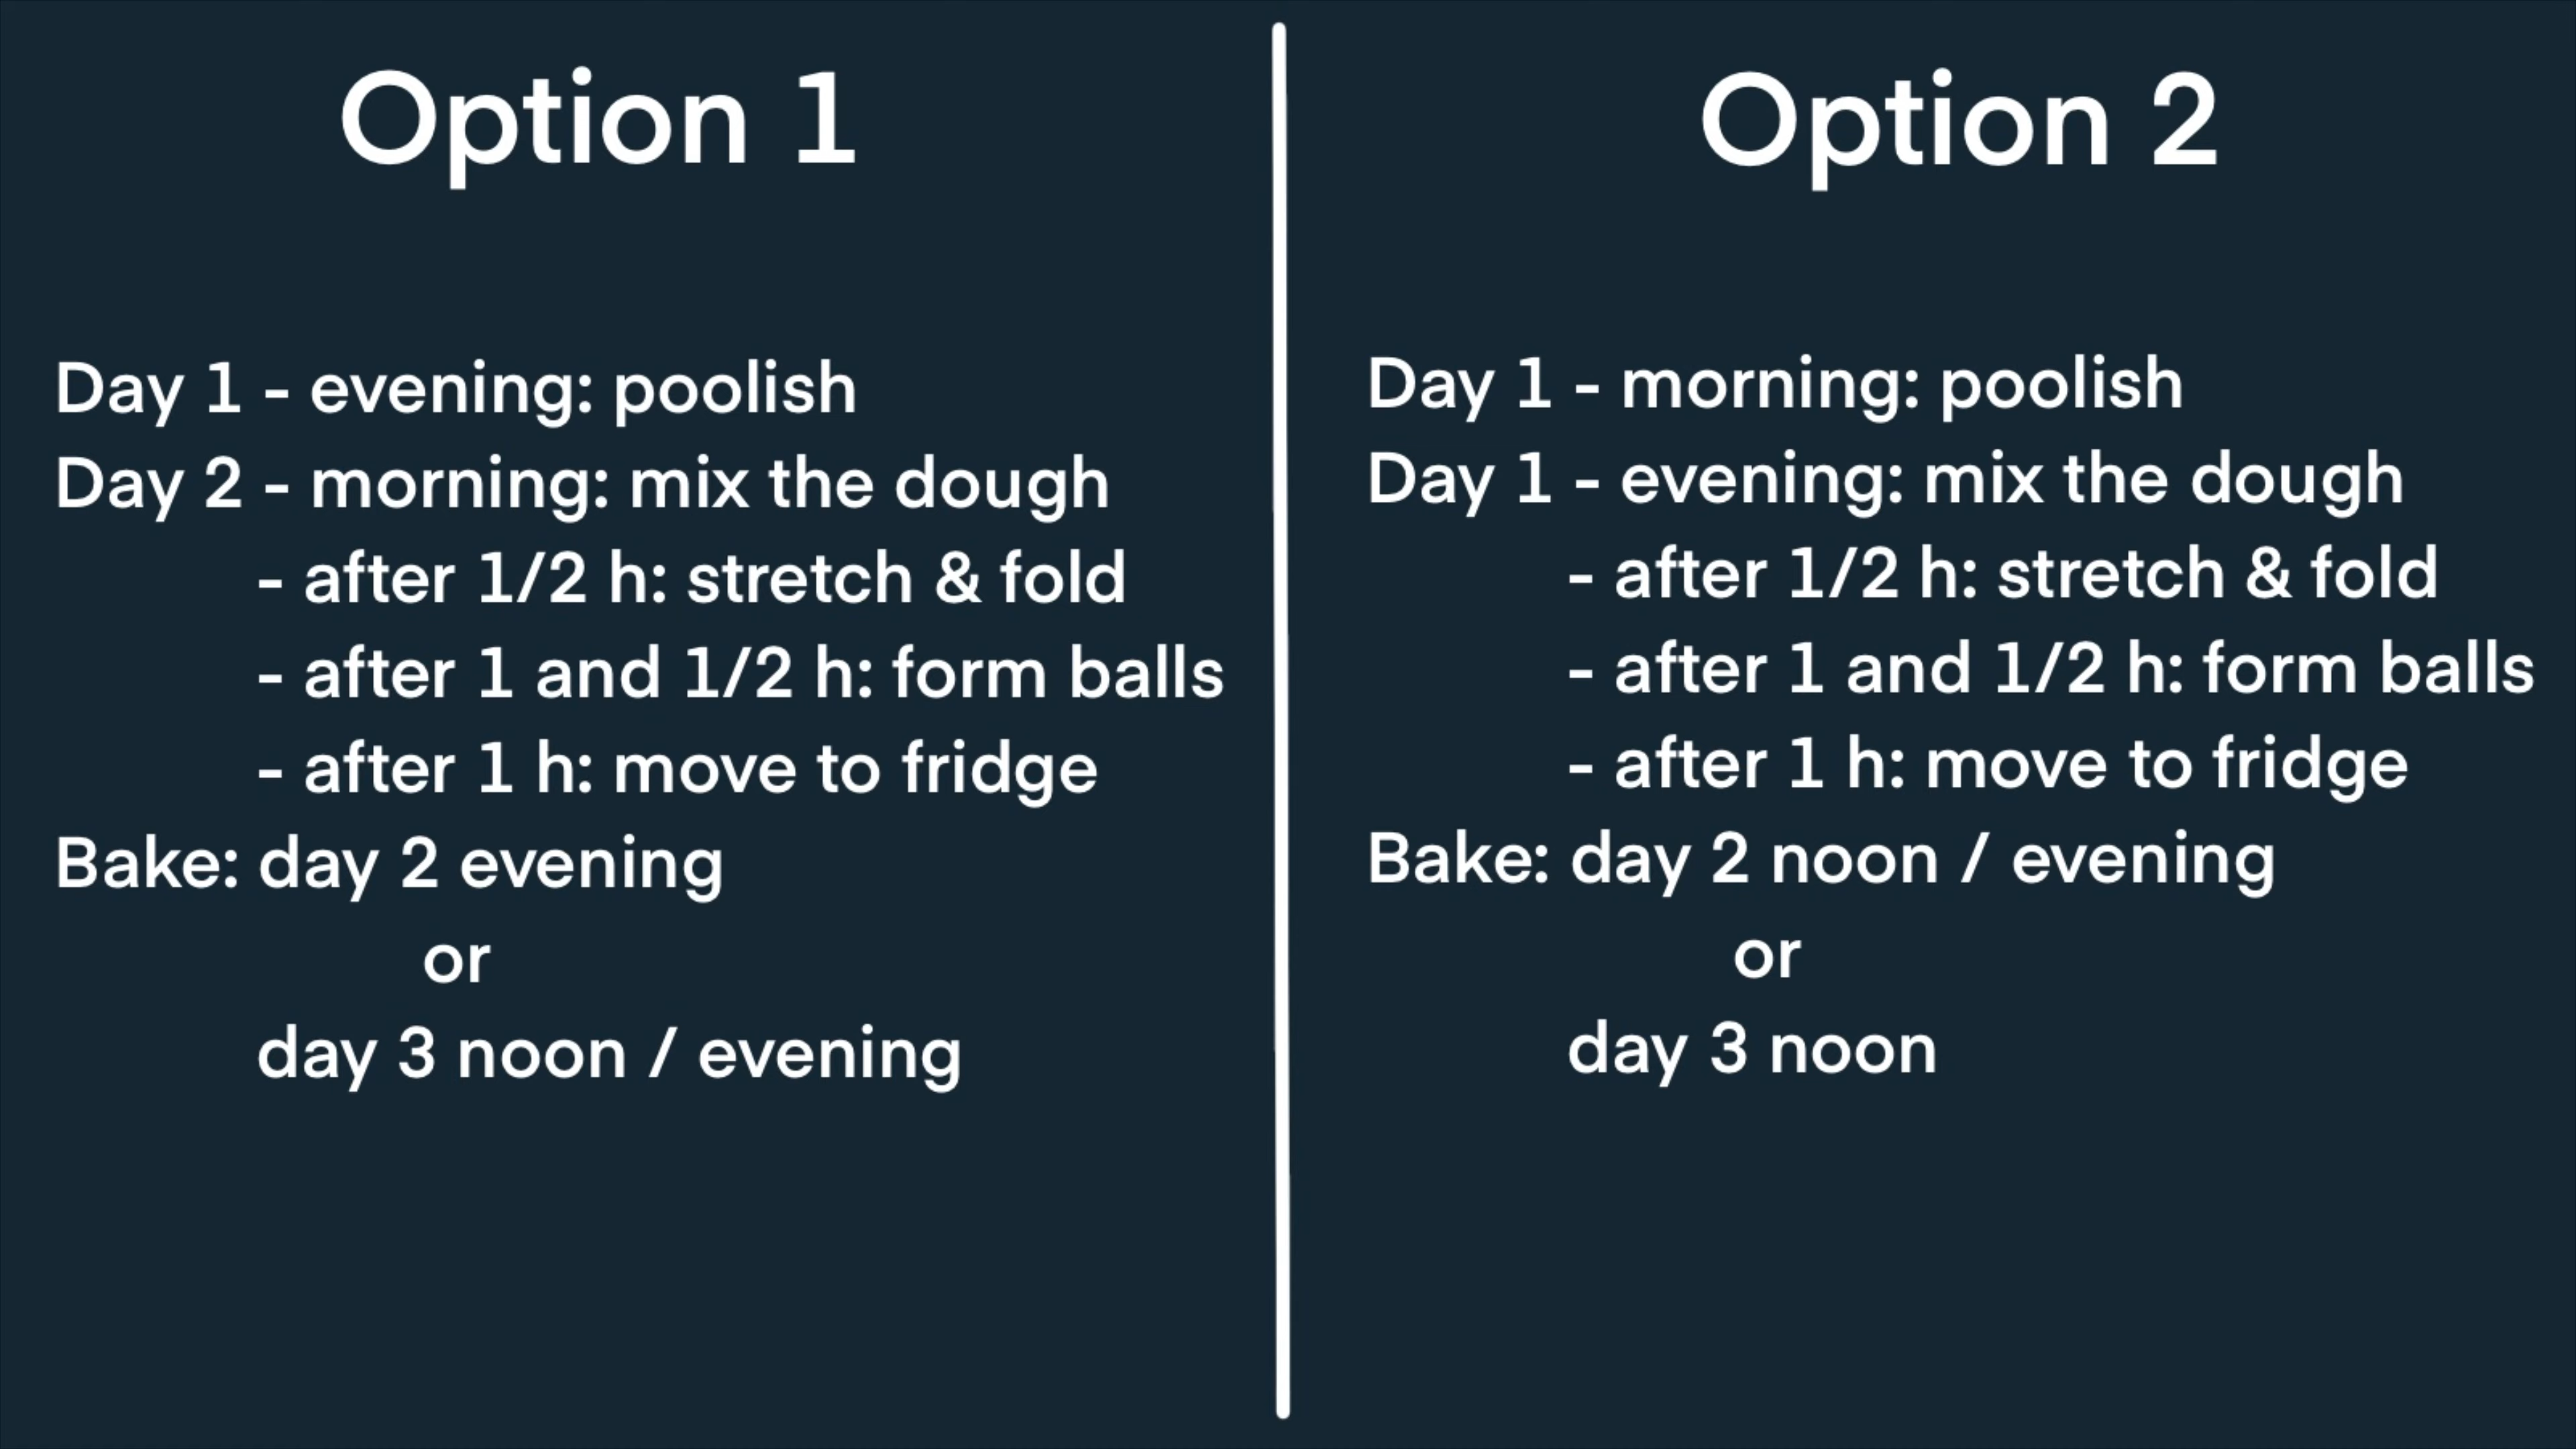 Option 1
Day 1 - evening: poolish
Day 2 - morning: mix the dough
- after 1/2 h: stretch & fold
- after 1 and 1/2 h: form balls
- after 1 h: move to fridge
Bake: day 2 evening
or
day 3 noon / evening
Option 2
Day 1 - morning: poolish
Day 1 - evening: mix the dough
- after 1/2 h: stretch & fold
- after 1 and 1/2 h: form balls
- after 1 h: move to fridge
Bake: day 2 noon / evening
or
day 3 noon